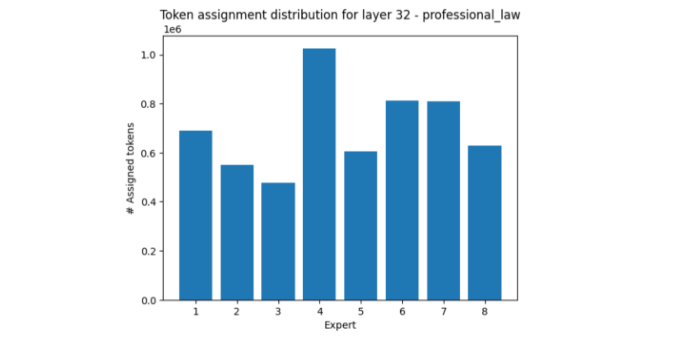 Token assignment distribution for layer 32 - professional_law
1e6
1.0
0.8
0.6
0.4
0.2
0.0
# Assigned tokens
1 2 3 4 5 6 7 8
Expert